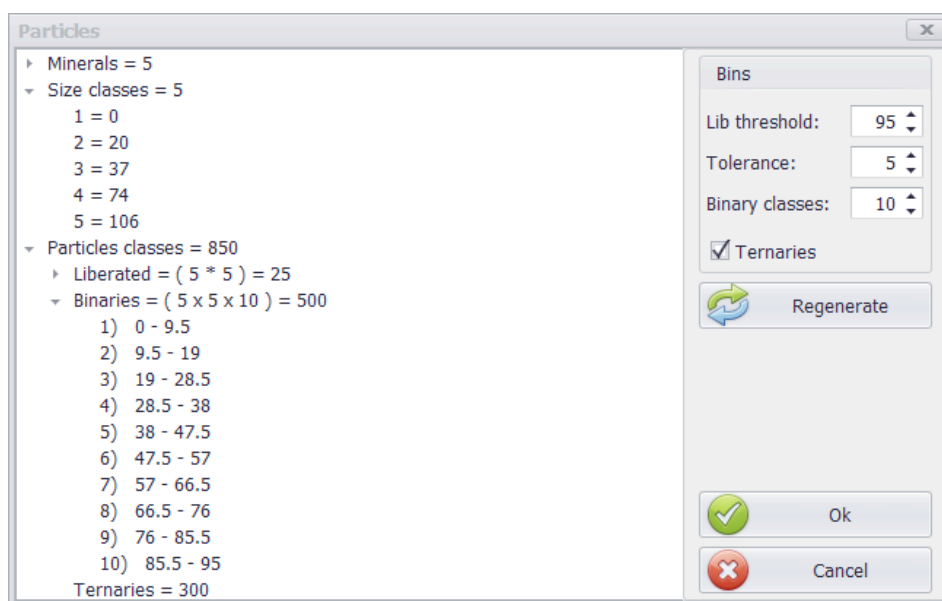 Particles
Minerals = 5
Size classes = 5
1 = 0
2 = 20
3 = 37
4 = 74
5 = 106
Particles classes = 850
Liberated = ( 5 * 5 ) = 25
Binaries = ( 5 x 5 x 10 ) = 500
1) 0 - 9.5
2) 9.5 - 19
3) 19 - 28.5
4) 28.5 - 38
5) 38 - 47.5
6) 47.5 - 57
7) 57 - 66.5
8) 66.5 - 76
9) 76 - 85.5
10) 85.5 - 95
Ternaries = 300
Bins
Lib threshold: 95
Tolerance: 5
Binary classes: 10
Ternaries
Regenerate
Ok
Cancel